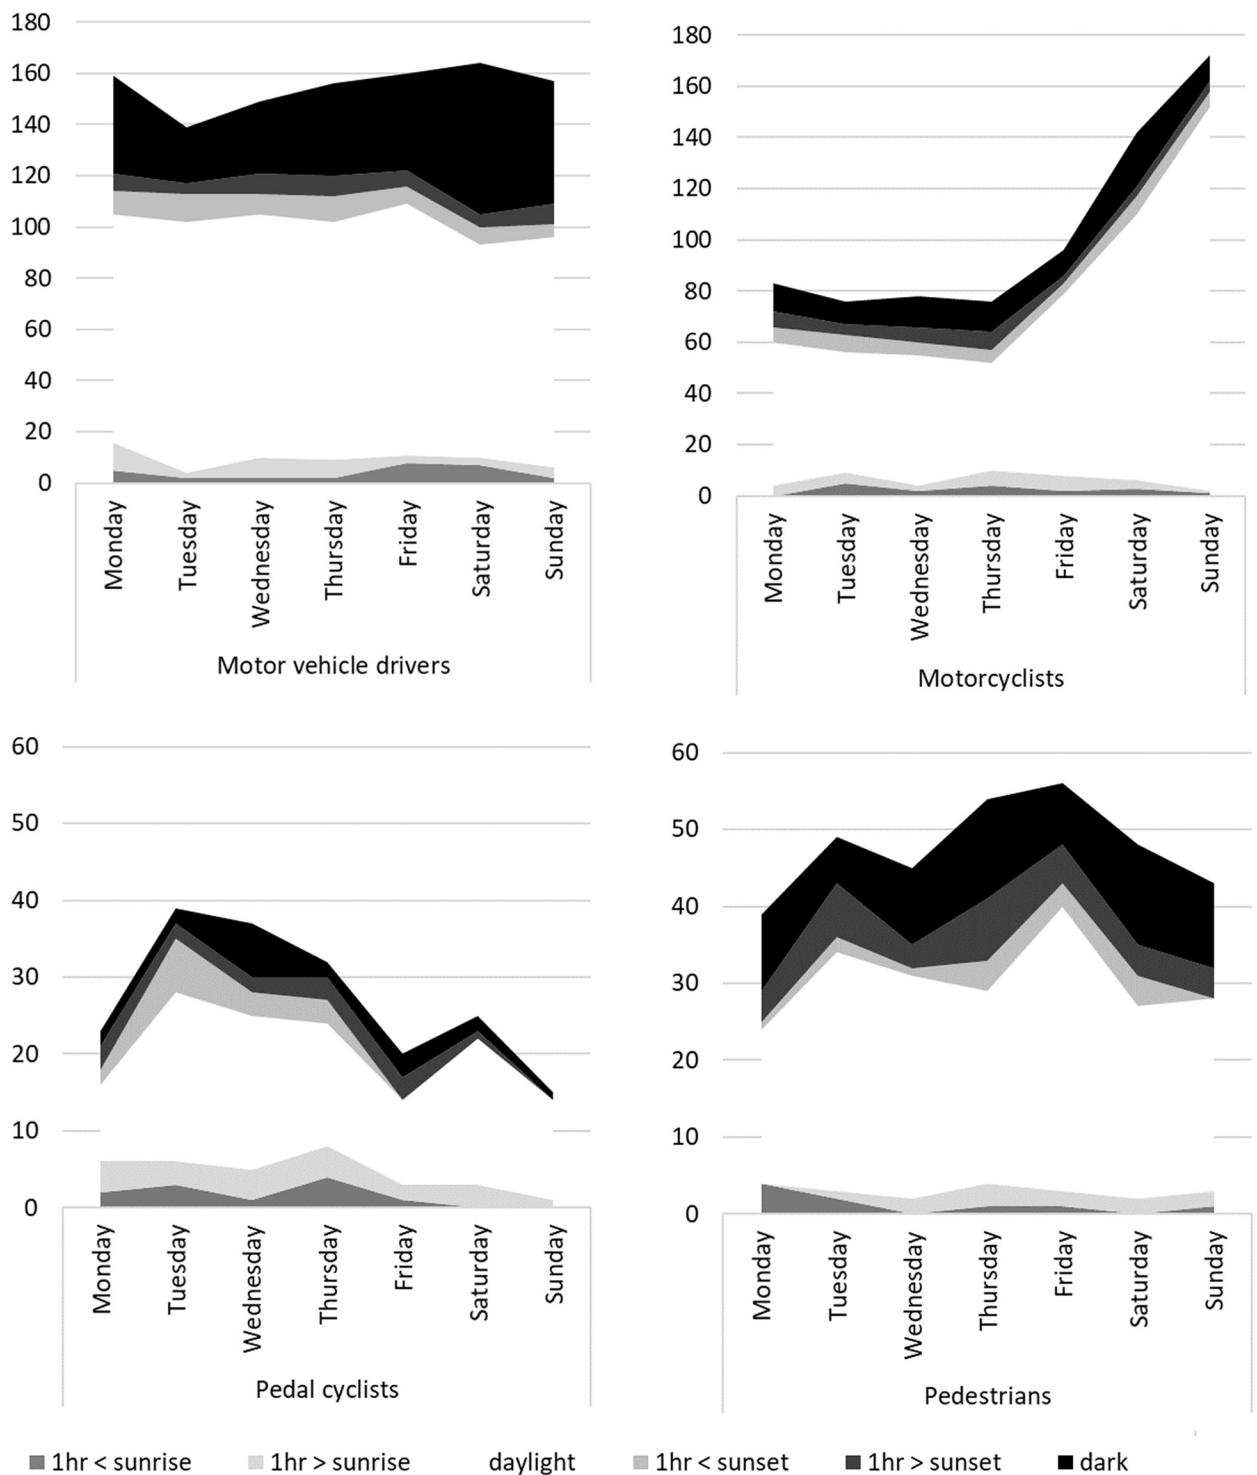 180
160
140
120
100
80
60
40
20
0
Monday
Tuesday
Wednesday
Thursday
Friday
Saturday
Sunday
Motor vehicle drivers
180
160
140
120
100
80
60
40
20
0
Monday
Tuesday
Wednesday
Thursday
Friday
Saturday
Sunday
Motorcyclists
60
50
40
30
20
10
0
Monday
Tuesday
Wednesday
Thursday
Friday
Saturday
Sunday
Pedal cyclists
60
50
40
30
20
10
0
Monday
Tuesday
Wednesday
Thursday
Friday
Saturday
Sunday
Pedestrians
1hr < sunrise 1hr > sunrise daylight 1hr < sunset 1hr > sunset dark